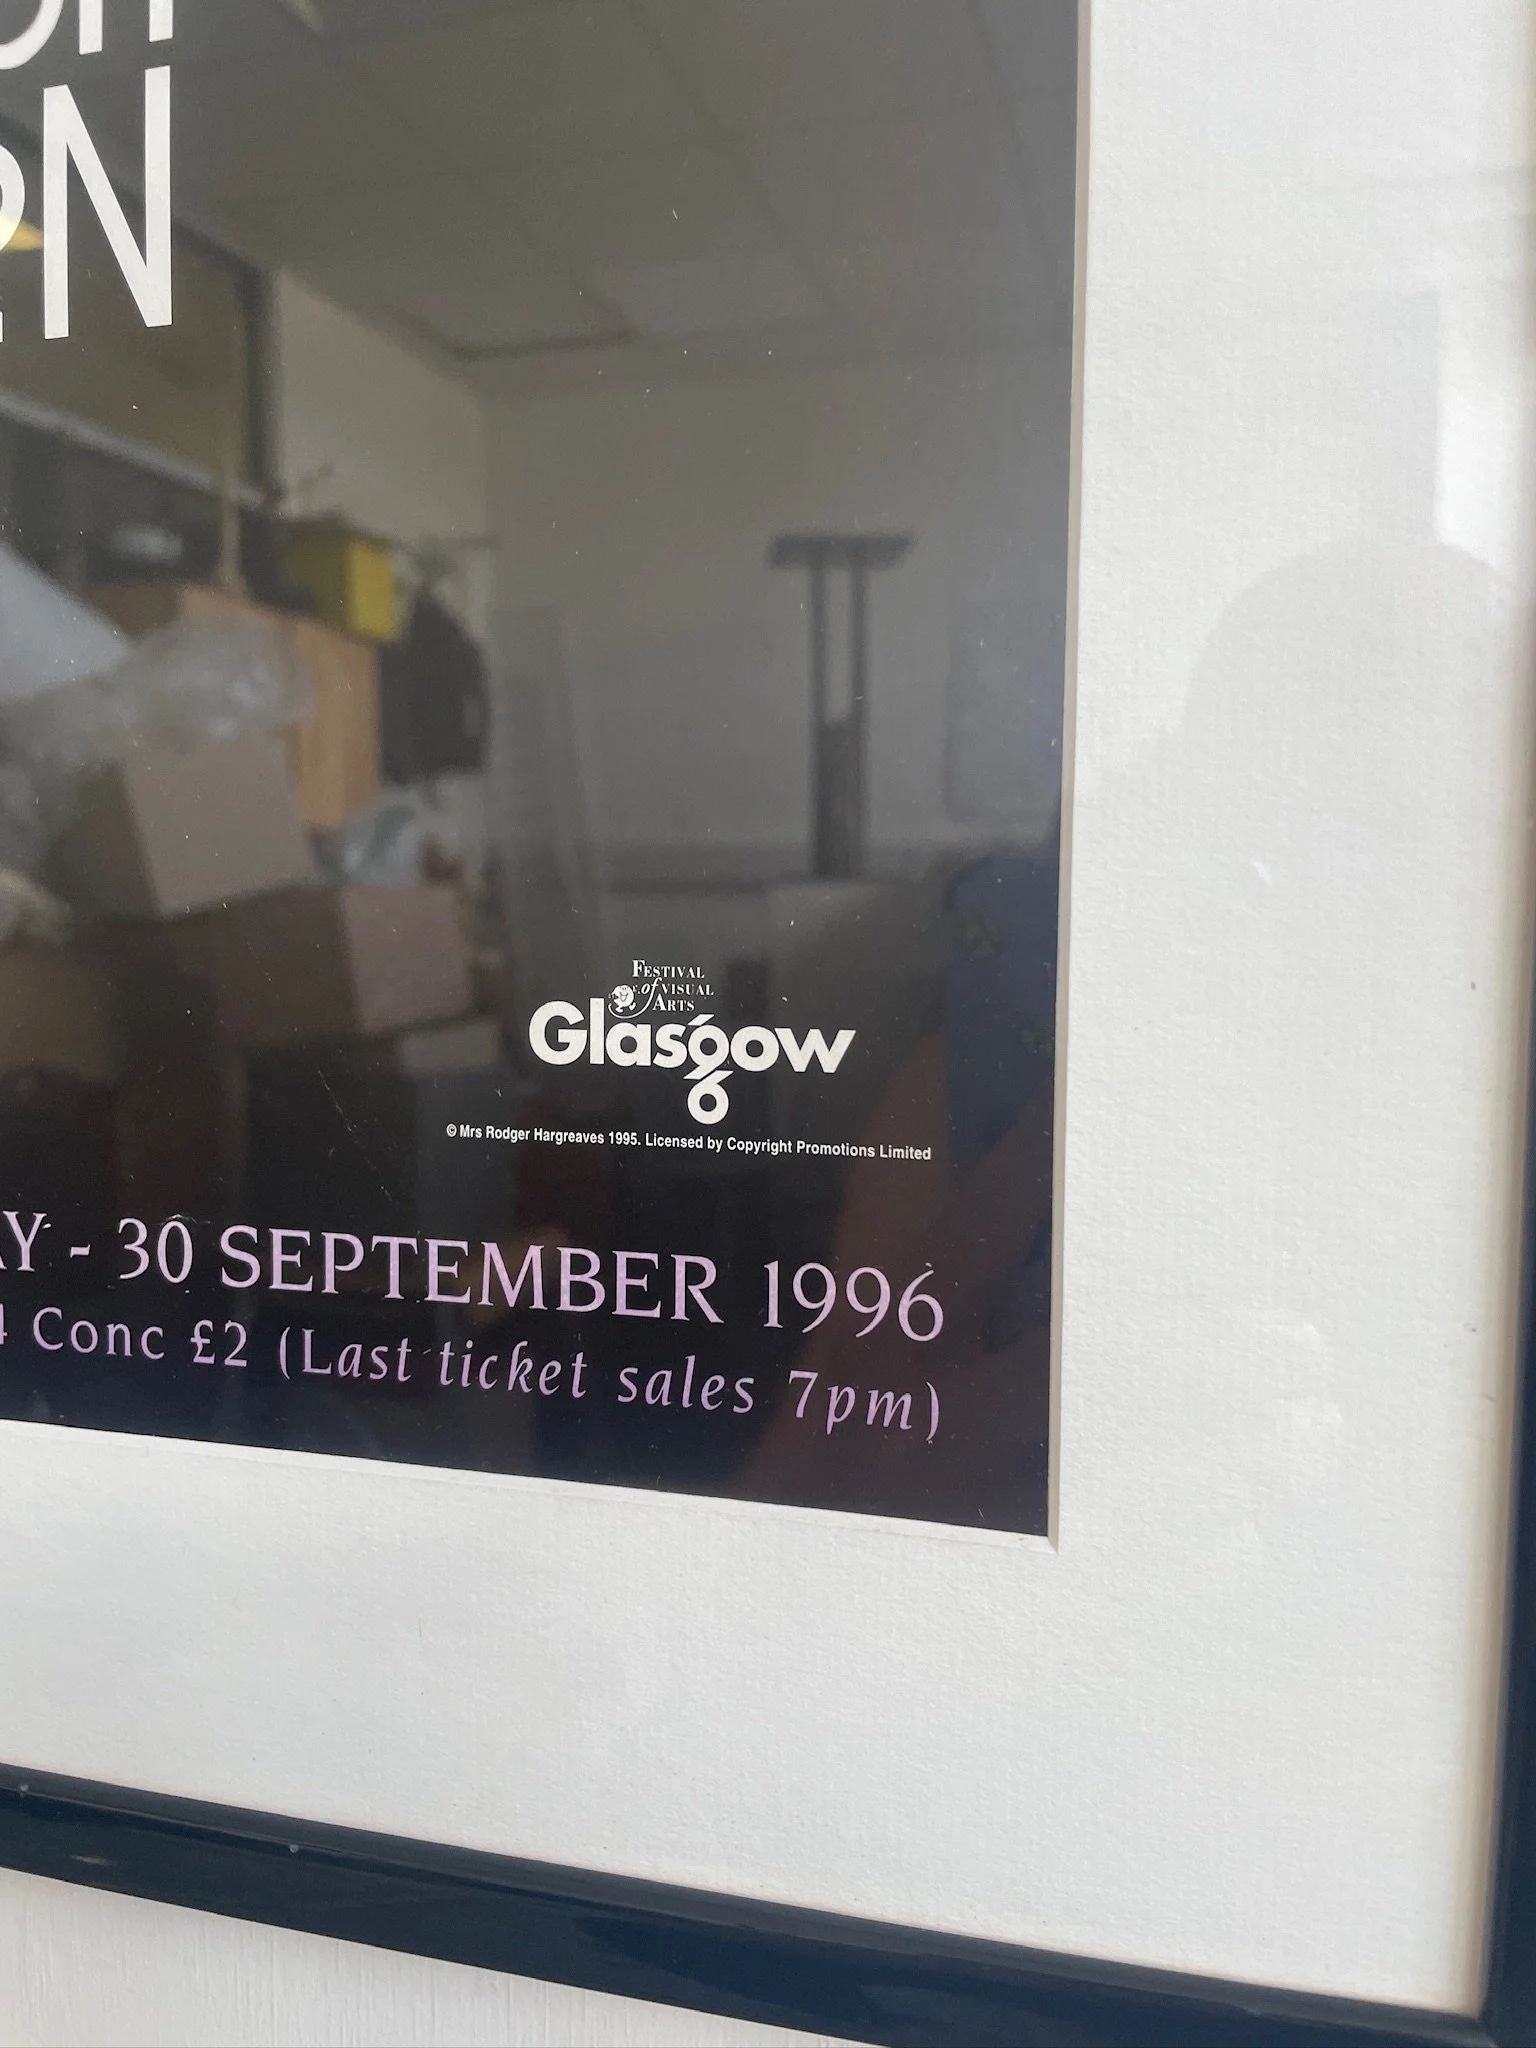 N
FESTIVAL
of VISUAL
ARTS
Glasgow
96
© Mrs Rodger Hargreaves 1995. Licensed by Copyright Promotions Limited
- 30 SEPTEMBER 1996
Conc £2 (Last ticket sales 7pm)